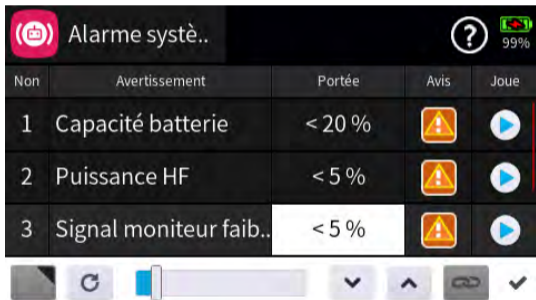 Alarme systè..
?
99%
Non Avertissement Portée Avis Joue
1 Capacité batterie < 20 %
2 Puissance HF < 5 %
3 Signal moniteur faib.. < 5 %